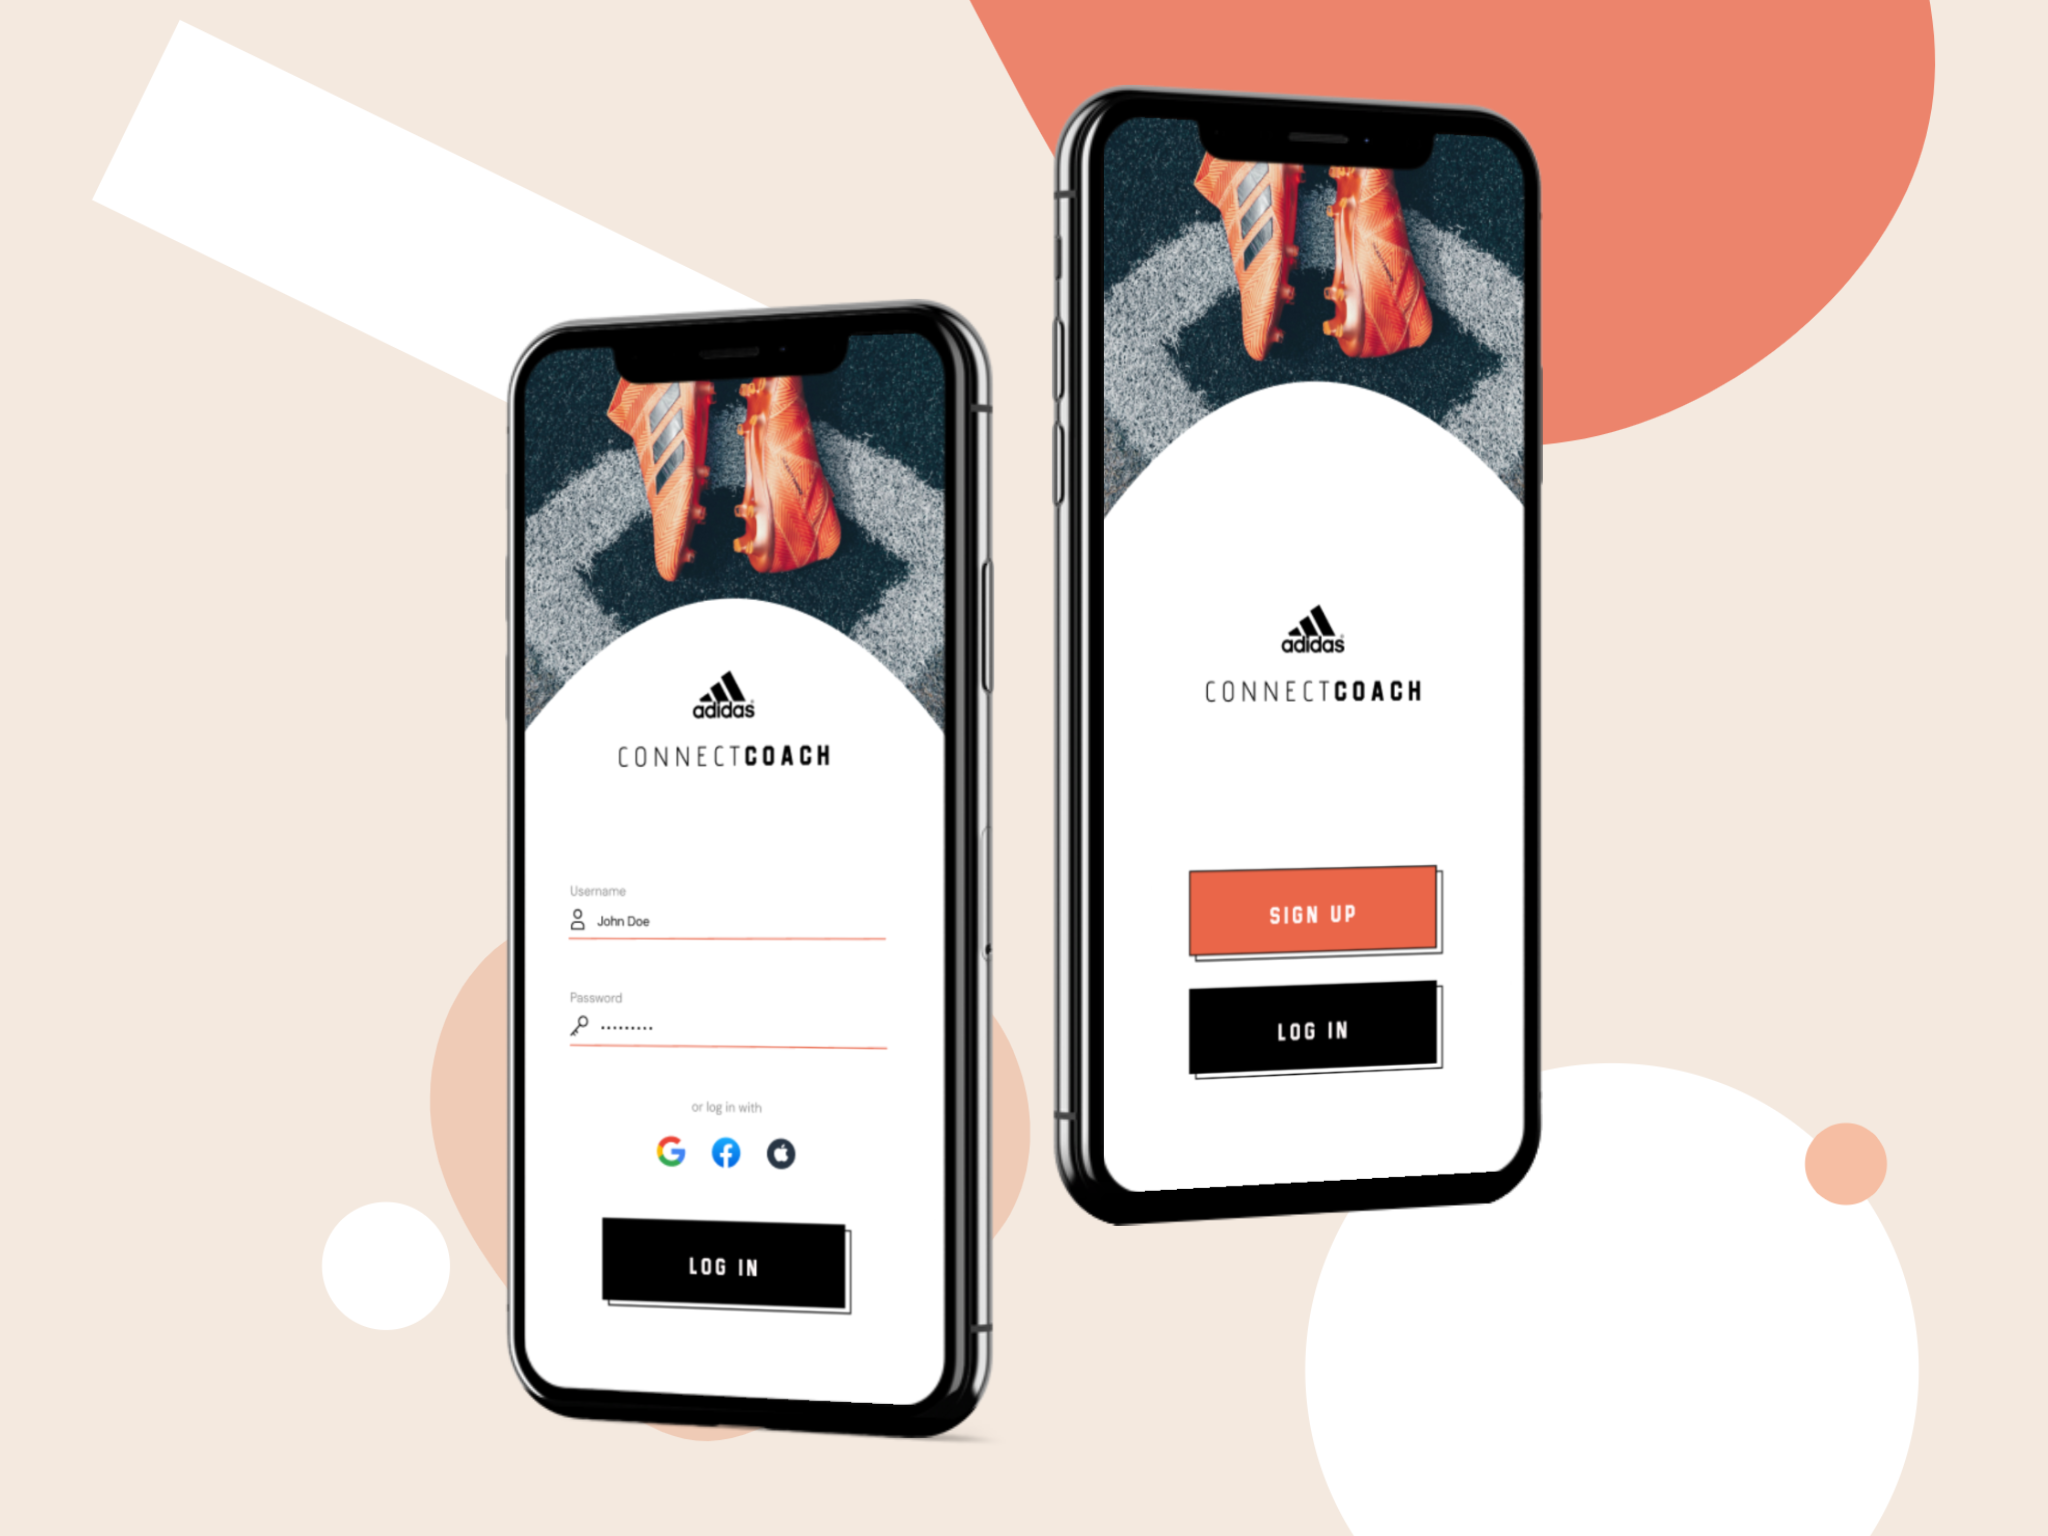 adidas
CONNECTCOACH
Username
John Doe
Password
•••••••••
or log in with
LOG IN
adidas
CONNECTCOACH
SIGN UP
LOG IN